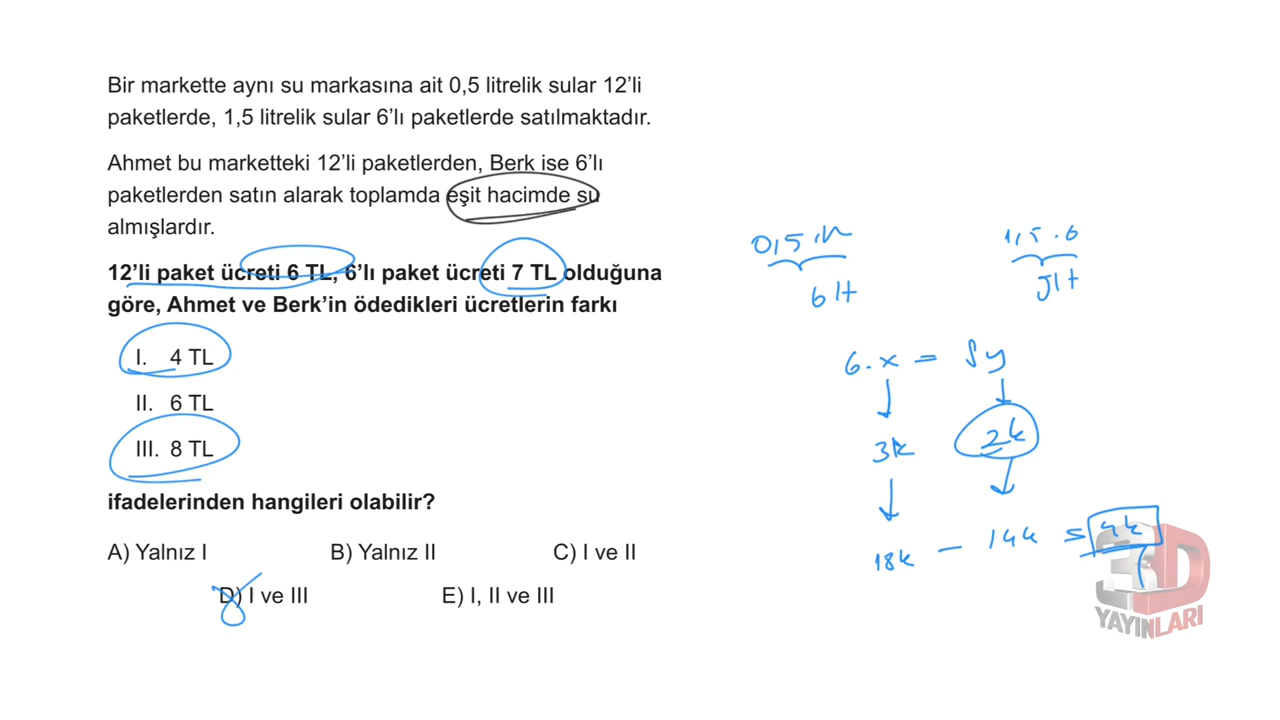 Bir markette aynı su markasına ait 0,5 litrelik sular 12'li
paketlerde, 1,5 litrelik sular 6'lı paketlerde satılmaktadır.
Ahmet bu marketteki 12'li paketlerden, Berk ise 6'lı
paketlerden satın alarak toplamda eşit hacimde su
almışlardır.
12'li paket ücreti 6 TL, 6'lı paket ücreti 7 TL olduğuna
göre, Ahmet ve Berk'in ödedikleri ücretlerin farkı
I. 4 TL
II. 6 TL
III. 8 TL
ifadelerinden hangileri olabilir?
A) Yalnız I B) Yalnız II C) I ve II
D) I ve III E) I, II ve III
0,5.12 1,5.6
6 lt 9 lt
6.x = 9y
3k 2k
18k - 14k = 4k
3D
YAYINLARI